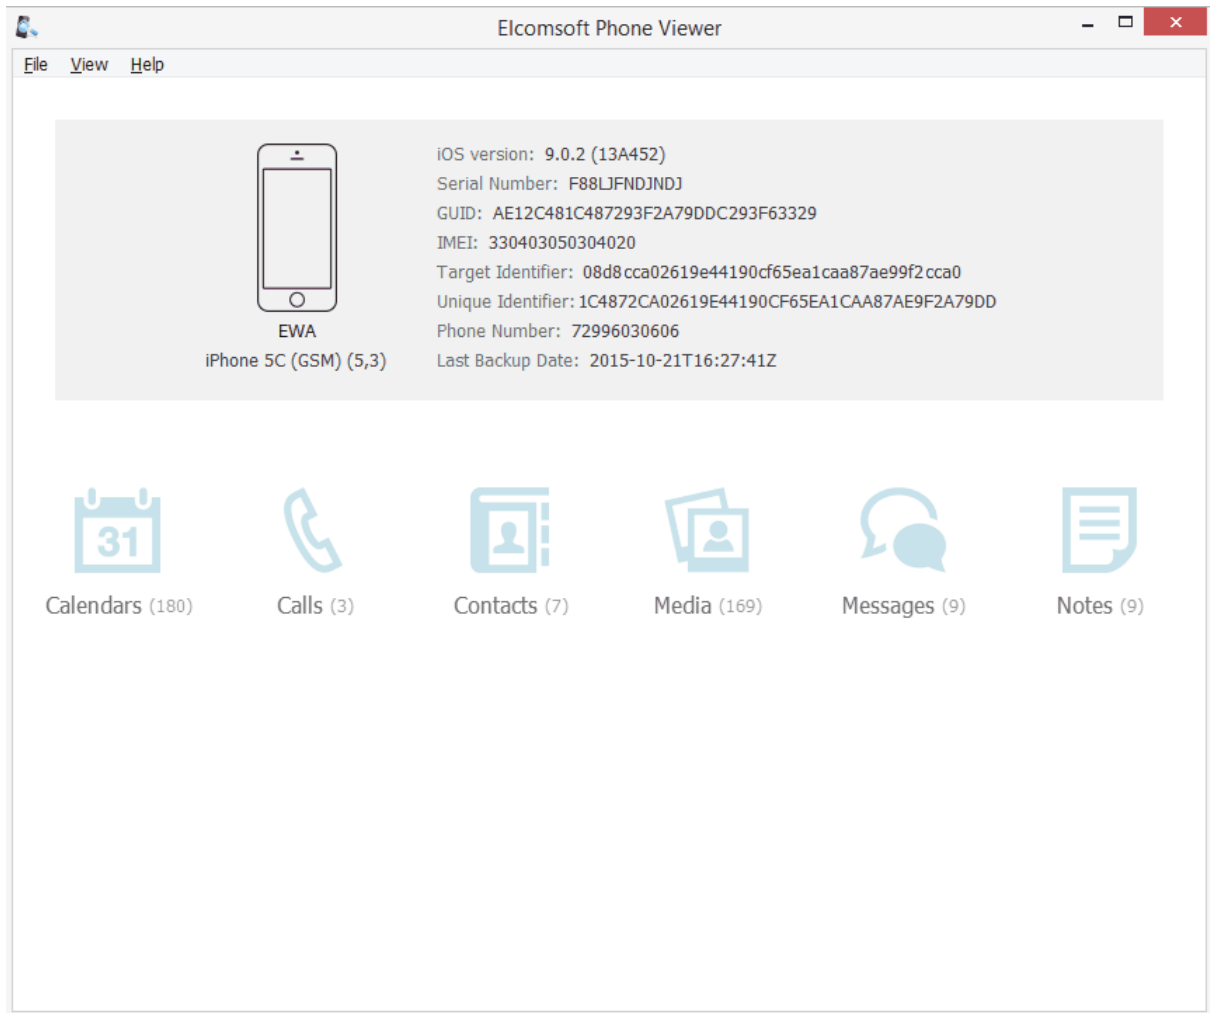 Elcomsoft Phone Viewer
File View Help
iOS version: 9.0.2 (13A452)
Serial Number: F88LJFNDJNDJ
GUID: AE12C481C487293F2A79DDC293F63329
IMEI: 330403050304020
Target Identifier: 08d8cca02619e44190cf65ea1caa87ae99f2cca0
Unique Identifier: 1C4872CA02619E44190CF65EA1CAA87AE9F2A79DD
Phone Number: 72996030606
Last Backup Date: 2015-10-21T16:27:41Z
EWA
iPhone 5C (GSM) (5,3)
31
Calendars (180)
Calls (3)
Contacts (7)
Media (169)
Messages (9)
Notes (9)